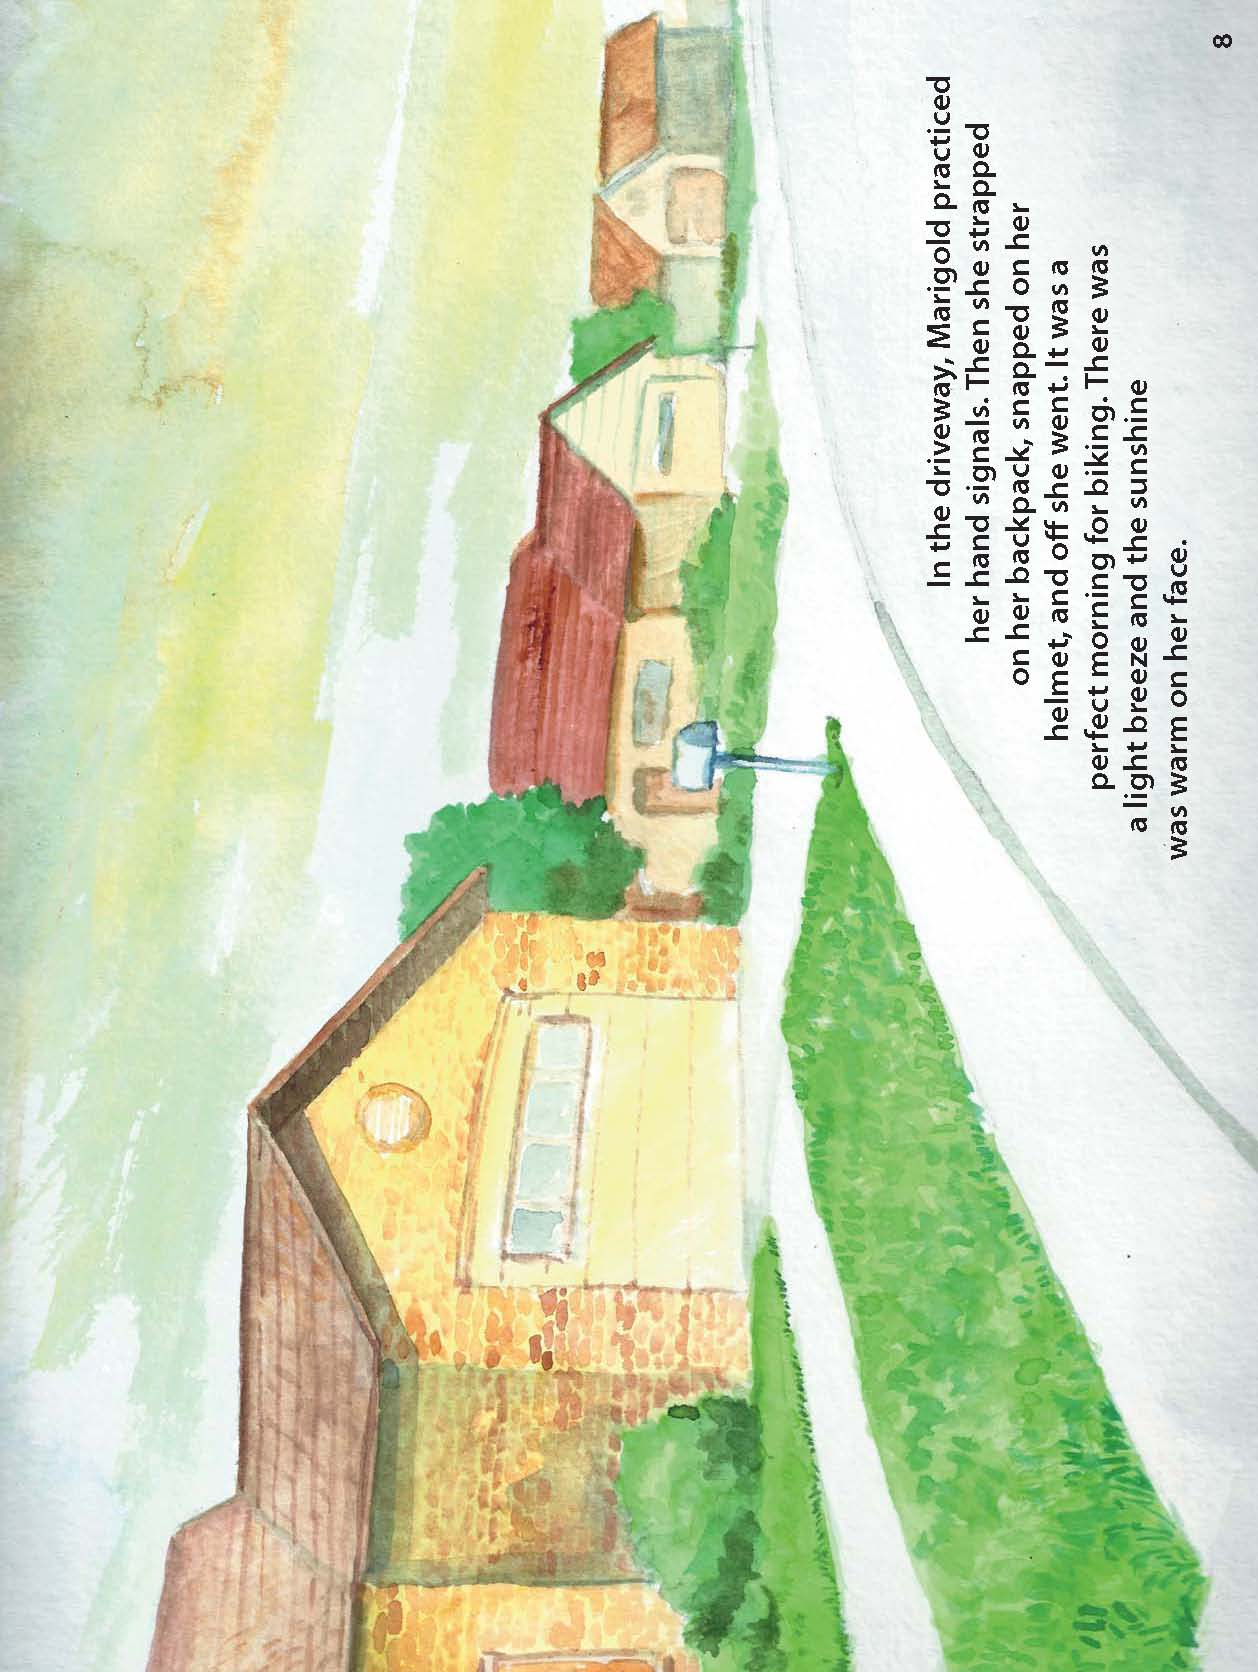 In the driveway, Marigold practiced
her hand signals. Then she strapped
on her backpack, snapped on her
helmet, and off she went. It was a
perfect morning for biking. There was
a light breeze and the sunshine
was warm on her face.
8